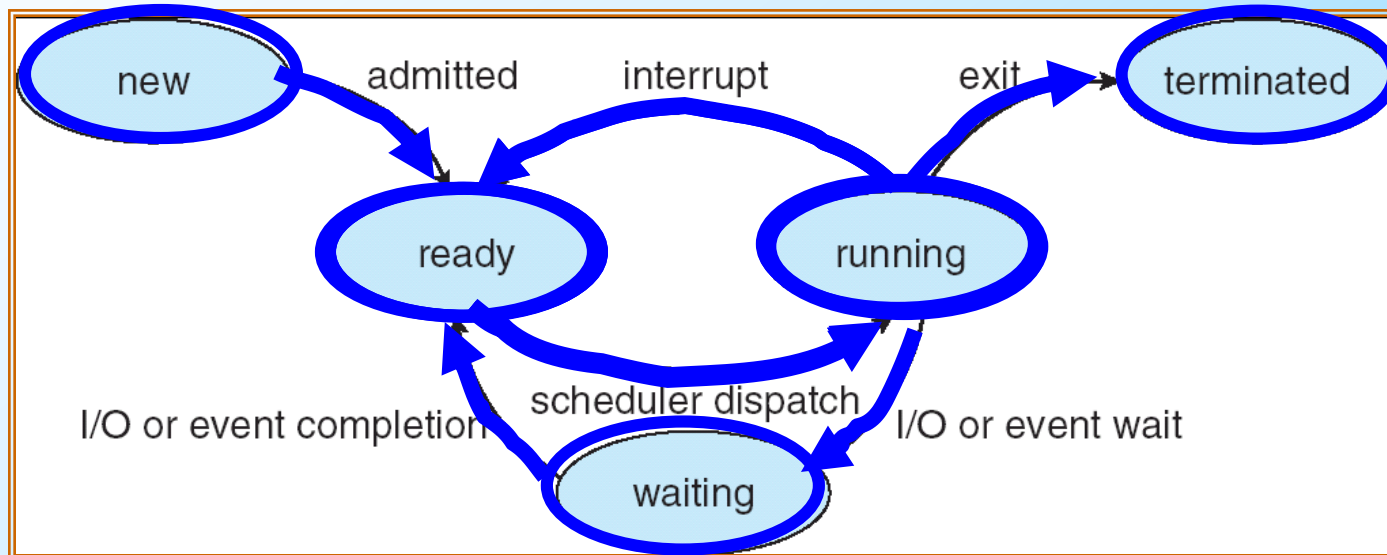 new
admitted
interrupt
exit
terminated
ready
running
scheduler dispatch
I/O or event completion
I/O or event wait
waiting